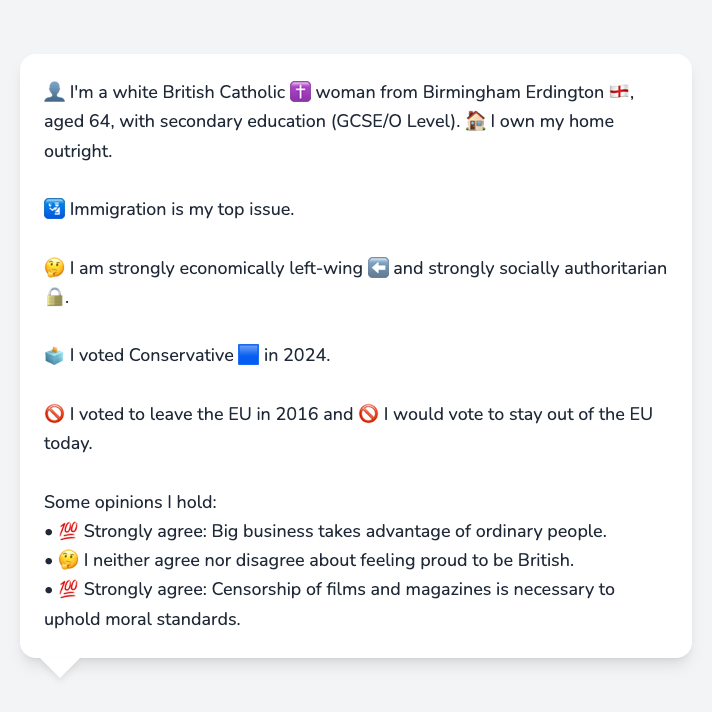 👤 I'm a white British Catholic ✝️ woman from Birmingham Erdington 🏴󠁧󠁢󠁥󠁮󠁧󠁿,
aged 64, with secondary education (GCSE/O Level). 🏠 I own my home
outright.
🛂 Immigration is my top issue.
🤔 I am strongly economically left-wing ⬅️ and strongly socially authoritarian
🔒.
🗳️ I voted Conservative 🟦 in 2024.
🚫 I voted to leave the EU in 2016 and 🚫 I would vote to stay out of the EU
today.
Some opinions I hold:
• 💯 Strongly agree: Big business takes advantage of ordinary people.
• 🤔 I neither agree nor disagree about feeling proud to be British.
• 💯 Strongly agree: Censorship of films and magazines is necessary to
uphold moral standards.